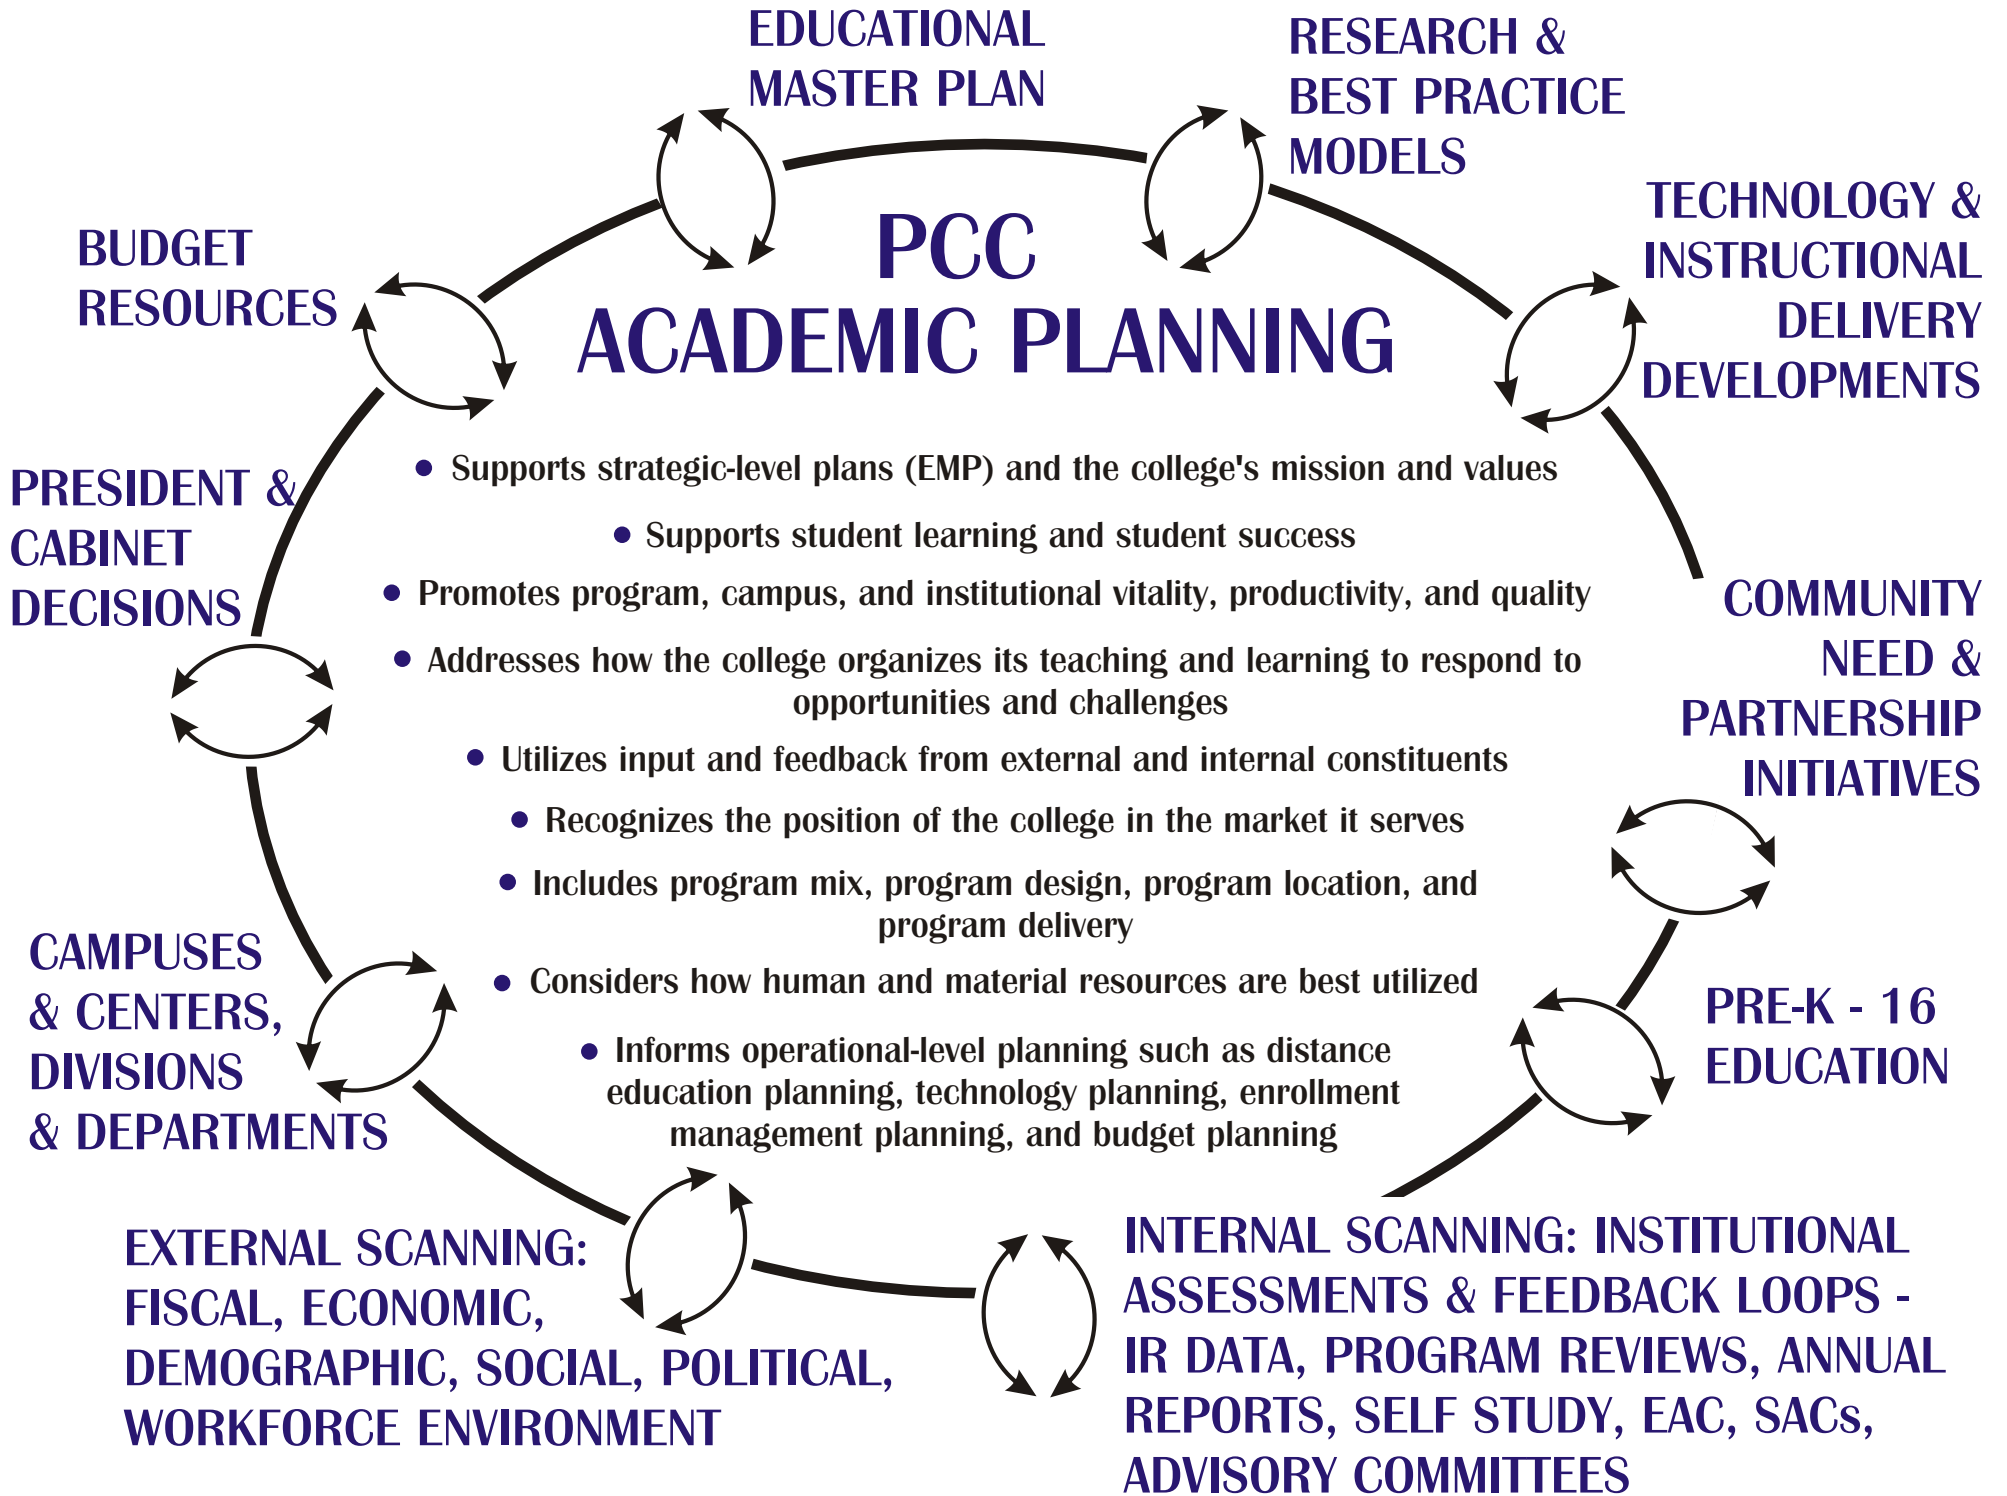 EDUCATIONAL
MASTER PLAN
RESEARCH &
BEST PRACTICE
MODELS
TECHNOLOGY &
INSTRUCTIONAL
DELIVERY
DEVELOPMENTS
BUDGET
RESOURCES
PCC
ACADEMIC PLANNING
PRESIDENT &
CABINET
DECISIONS
• Supports strategic-level plans (EMP) and the college's mission and values
• Supports student learning and student success
• Promotes program, campus, and institutional vitality, productivity, and quality
• Addresses how the college organizes its teaching and learning to respond to
opportunities and challenges
• Utilizes input and feedback from external and internal constituents
• Recognizes the position of the college in the market it serves
• Includes program mix, program design, program location, and
program delivery
• Considers how human and material resources are best utilized
• Informs operational-level planning such as distance
education planning, technology planning, enrollment
management planning, and budget planning
COMMUNITY
NEED &
PARTNERSHIP
INITIATIVES
CAMPUSES
& CENTERS,
DIVISIONS
& DEPARTMENTS
PRE-K - 16
EDUCATION
EXTERNAL SCANNING:
FISCAL, ECONOMIC,
DEMOGRAPHIC, SOCIAL, POLITICAL,
WORKFORCE ENVIRONMENT
INTERNAL SCANNING: INSTITUTIONAL
ASSESSMENTS & FEEDBACK LOOPS -
IR DATA, PROGRAM REVIEWS, ANNUAL
REPORTS, SELF STUDY, EAC, SACs,
ADVISORY COMMITTEES